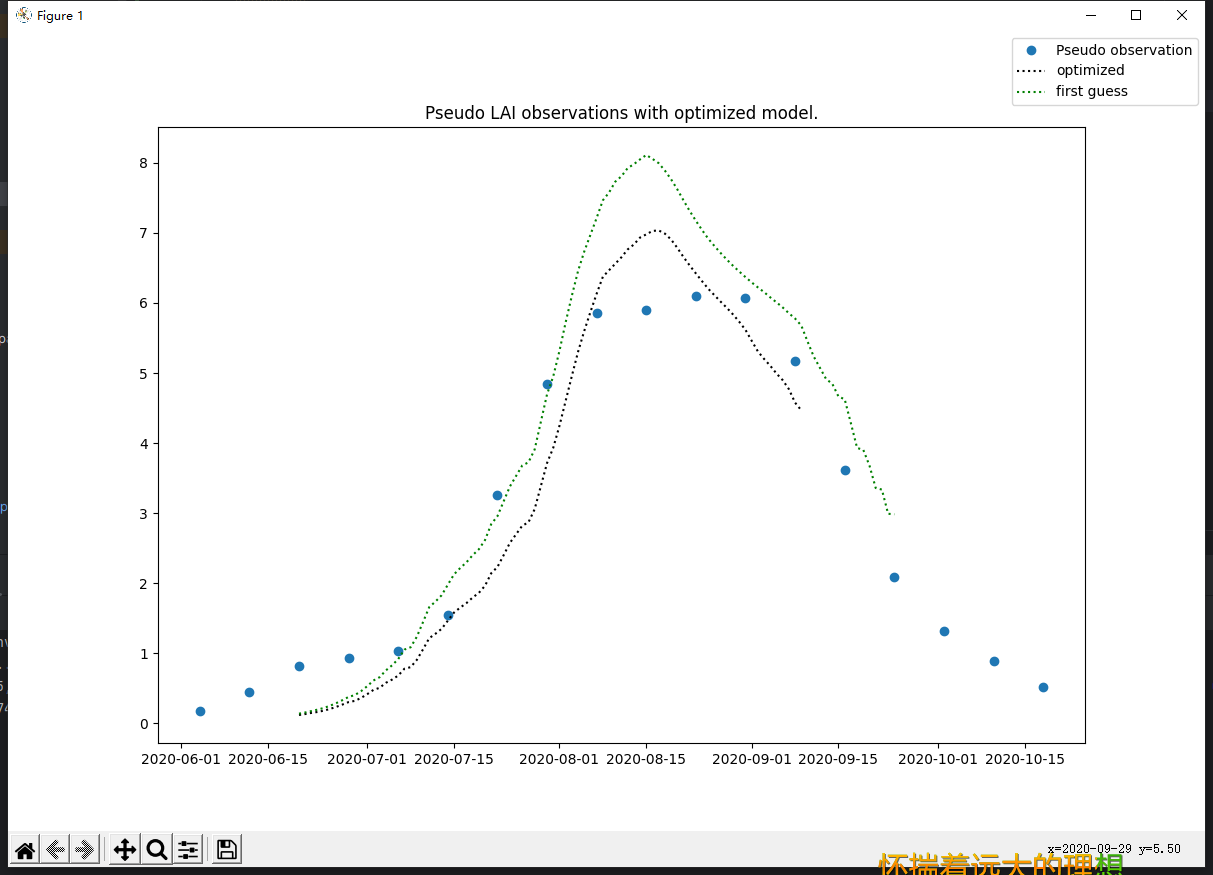 Figure 1
Pseudo observation
optimized
first guess
Pseudo LAI observations with optimized model.
8
7
6
5
4
3
2
1
0
2020-06-01 2020-06-15 2020-07-01 2020-07-15 2020-08-01 2020-08-15 2020-09-01 2020-09-15 2020-10-01 2020-10-15
x=2020-09-29 y=5.50
怀揣着远大的理想